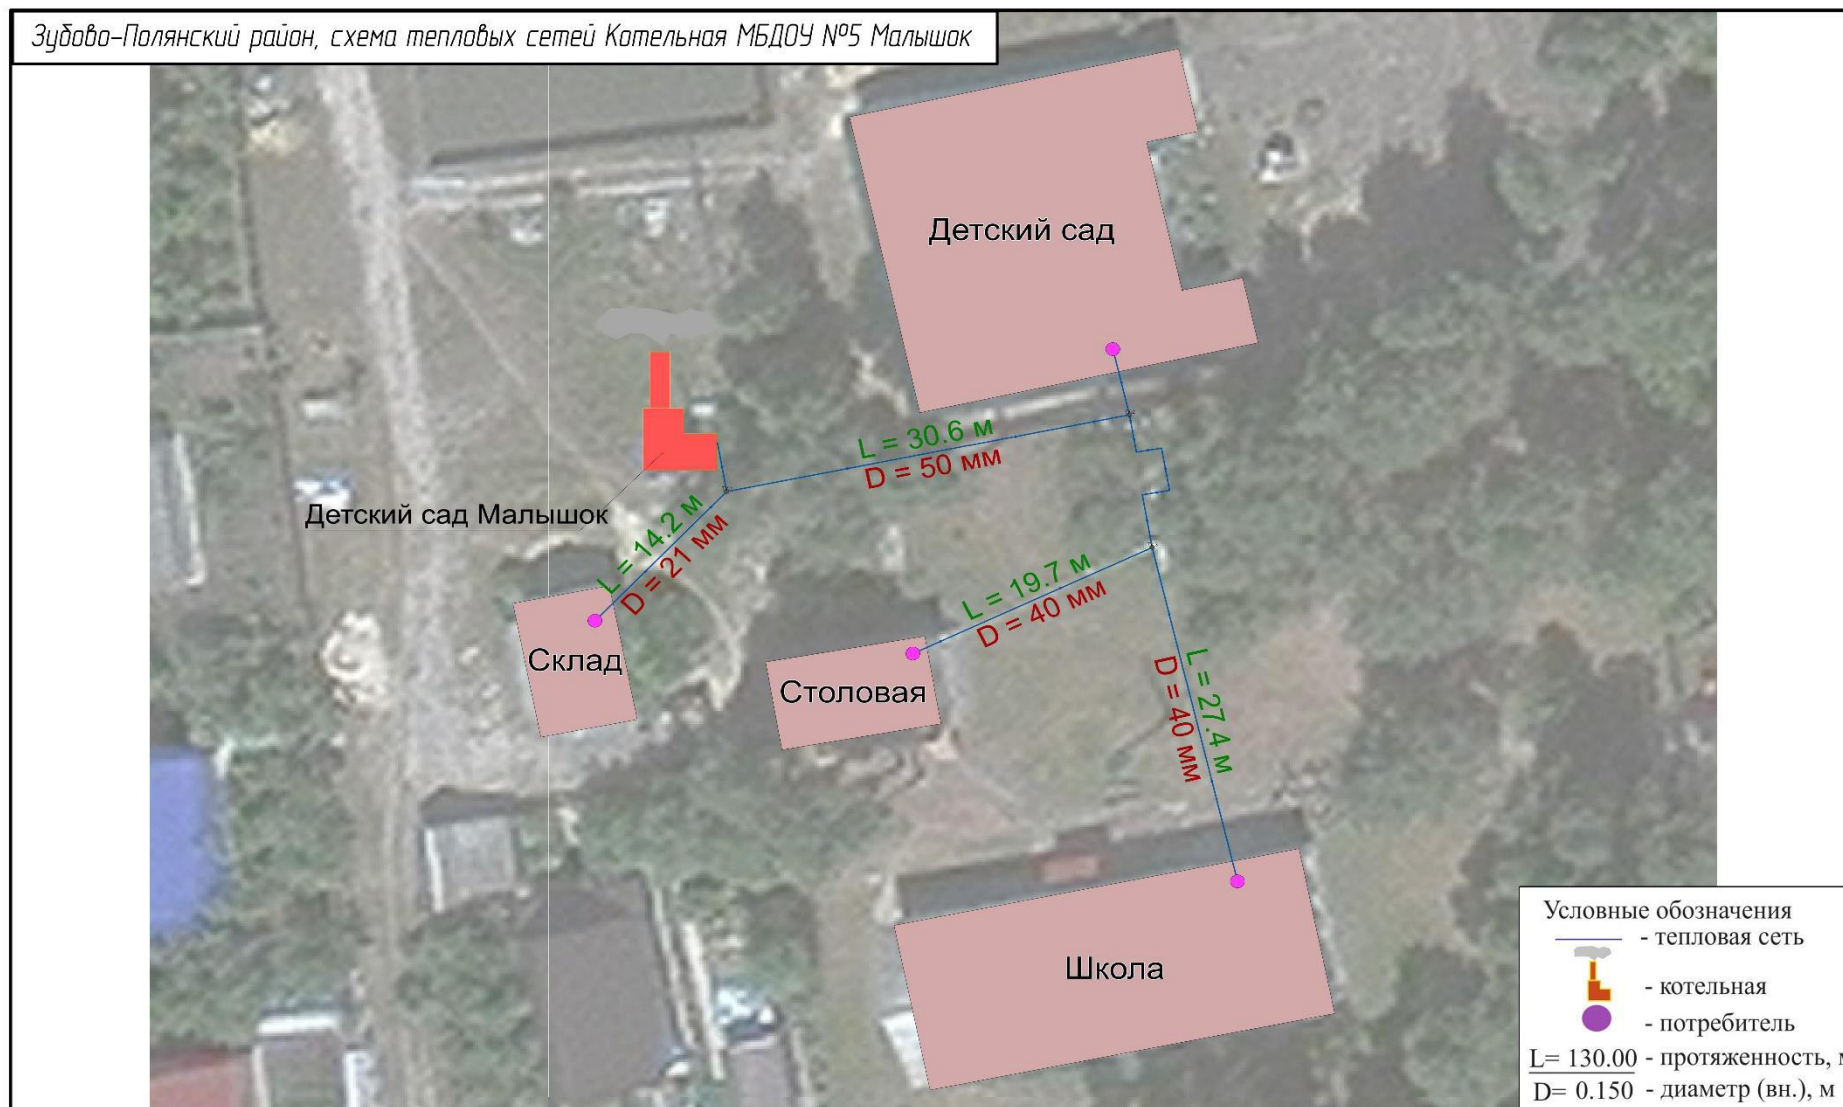 Зубово-Полянский район, схема тепловых сетей Котельная МБДОУ №5 Малышок
Детский сад
L = 30.6 м
D = 50 мм
Детский сад Малышок
L = 14.2 м
D = 21 мм
L = 19.7 м
D = 40 мм
Склад
Столовая
L = 27.4 м
D = 40 мм
Школа
Условные обозначения
- тепловая сеть
- котельная
- потребитель
L= 130.00 - протяженность, м
D= 0.150 - диаметр (вн.), м